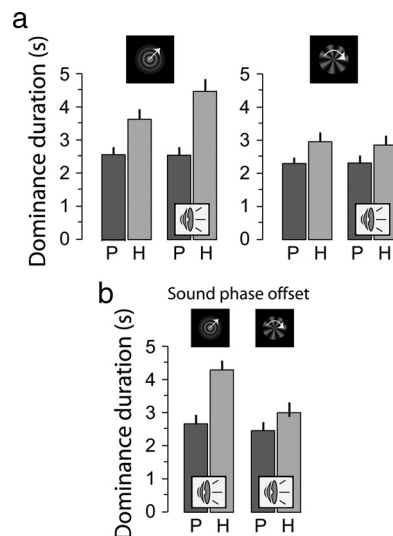 a
Dominance duration (s)
5
4
3
2
1
0
P H P H
5
4
3
2
1
0
P H P H
b
Sound phase offset
Dominance duration (s)
5
4
3
2
1
0
P H P H